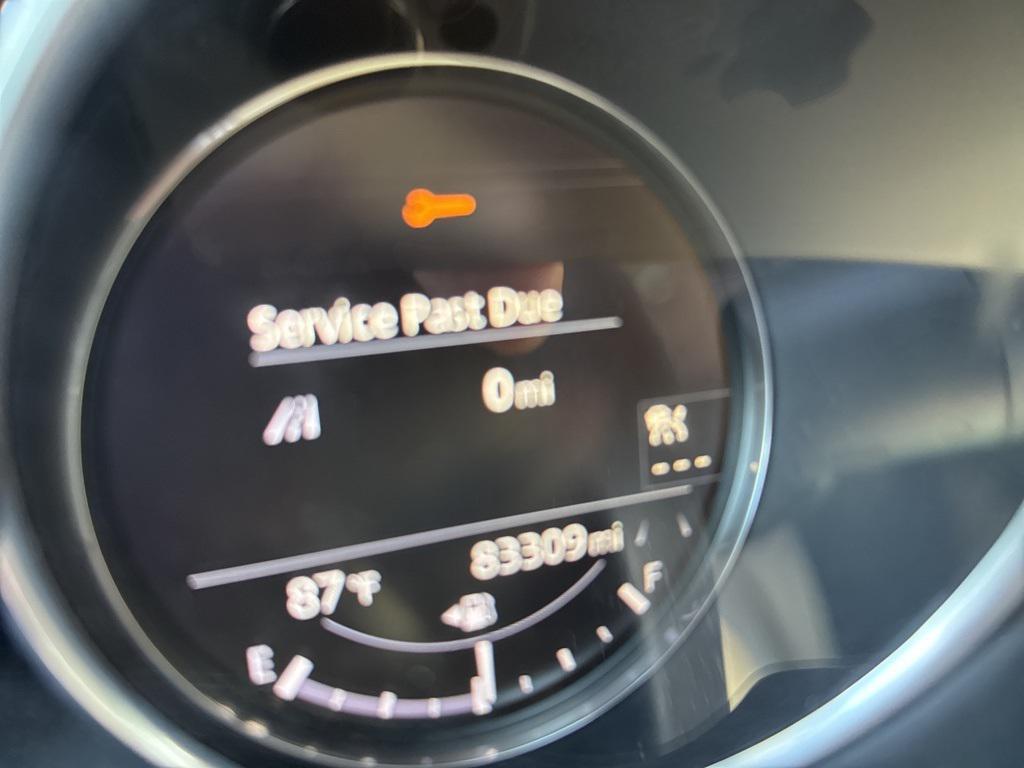 Service Past Due
0mi
83309mi
87°F
F
E